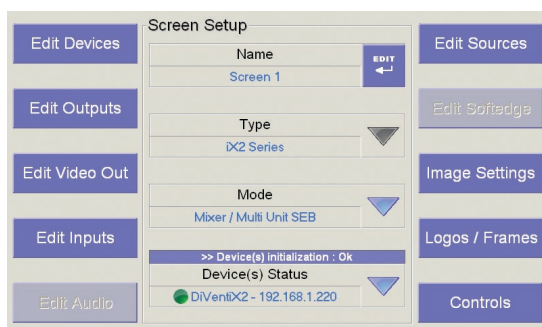 Edit Devices
Edit Outputs
Edit Video Out
Edit Inputs
Edit Audio
Screen Setup
Name
Screen 1
EDIT
Type
iX2 Series
Mode
Mixer / Multi Unit SEB
>> Device(s) initialization : Ok
Device(s) Status
DiVentiX2 - 192.168.1.220
Edit Sources
Edit Softedge
Image Settings
Logos / Frames
Controls